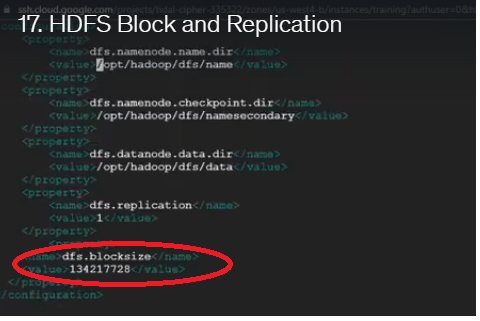 ssh.cloud.google.com/projects/tidal-cipher-335322/zones/us-west4-b/instances/training?authuser=0&h
17. HDFS Block and Replication
<property>
<name>dfs.namenode.name.dir</name>
<value>/opt/hadoop/dfs/name</value>
</property>
<property>
<name>dfs.namenode.checkpoint.dir</name>
<value>/opt/hadoop/dfs/namesecondary</value>
</property>
<property>
<name>dfs.datanode.data.dir</name>
<value>/opt/hadoop/dfs/data</value>
</property>
<property>
<name>dfs.replication</name>
<value>1</value>
</property>
<property>
name>dfs.blocksize</name>
<value>134217728</value>
</property>
/configuration>